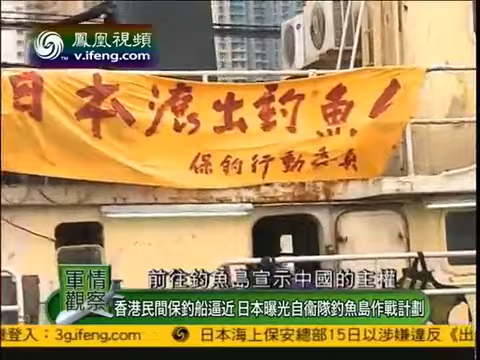 鳳凰視頻
v.ifeng.com
日本滾出釣魚!
保釣行動委員
前往釣魚島宣示中國的主權
軍情觀察
香港民間保釣船逼近 日本曝光自衛隊釣魚島作戰計劃
登入:3g.ifeng.com 日本海上保安總部15日以涉嫌違反《出